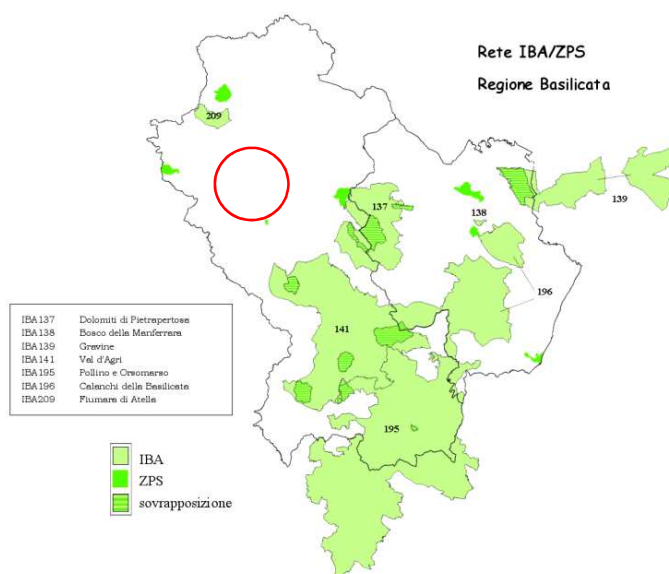 Rete IBA/ZPS
Regione Basilicata
209
137
138
139
196
141
195
IBA137 Dolomiti di Pietrapertosa
IBA138 Bosco della Manferrara
IBA139 Gravine
IBA141 Val d'Agri
IBA195 Pollino e Orsomarso
IBA196 Calanchi della Basilicata
IBA209 Fiumara di Atella
IBA
ZPS
sovrapposizione